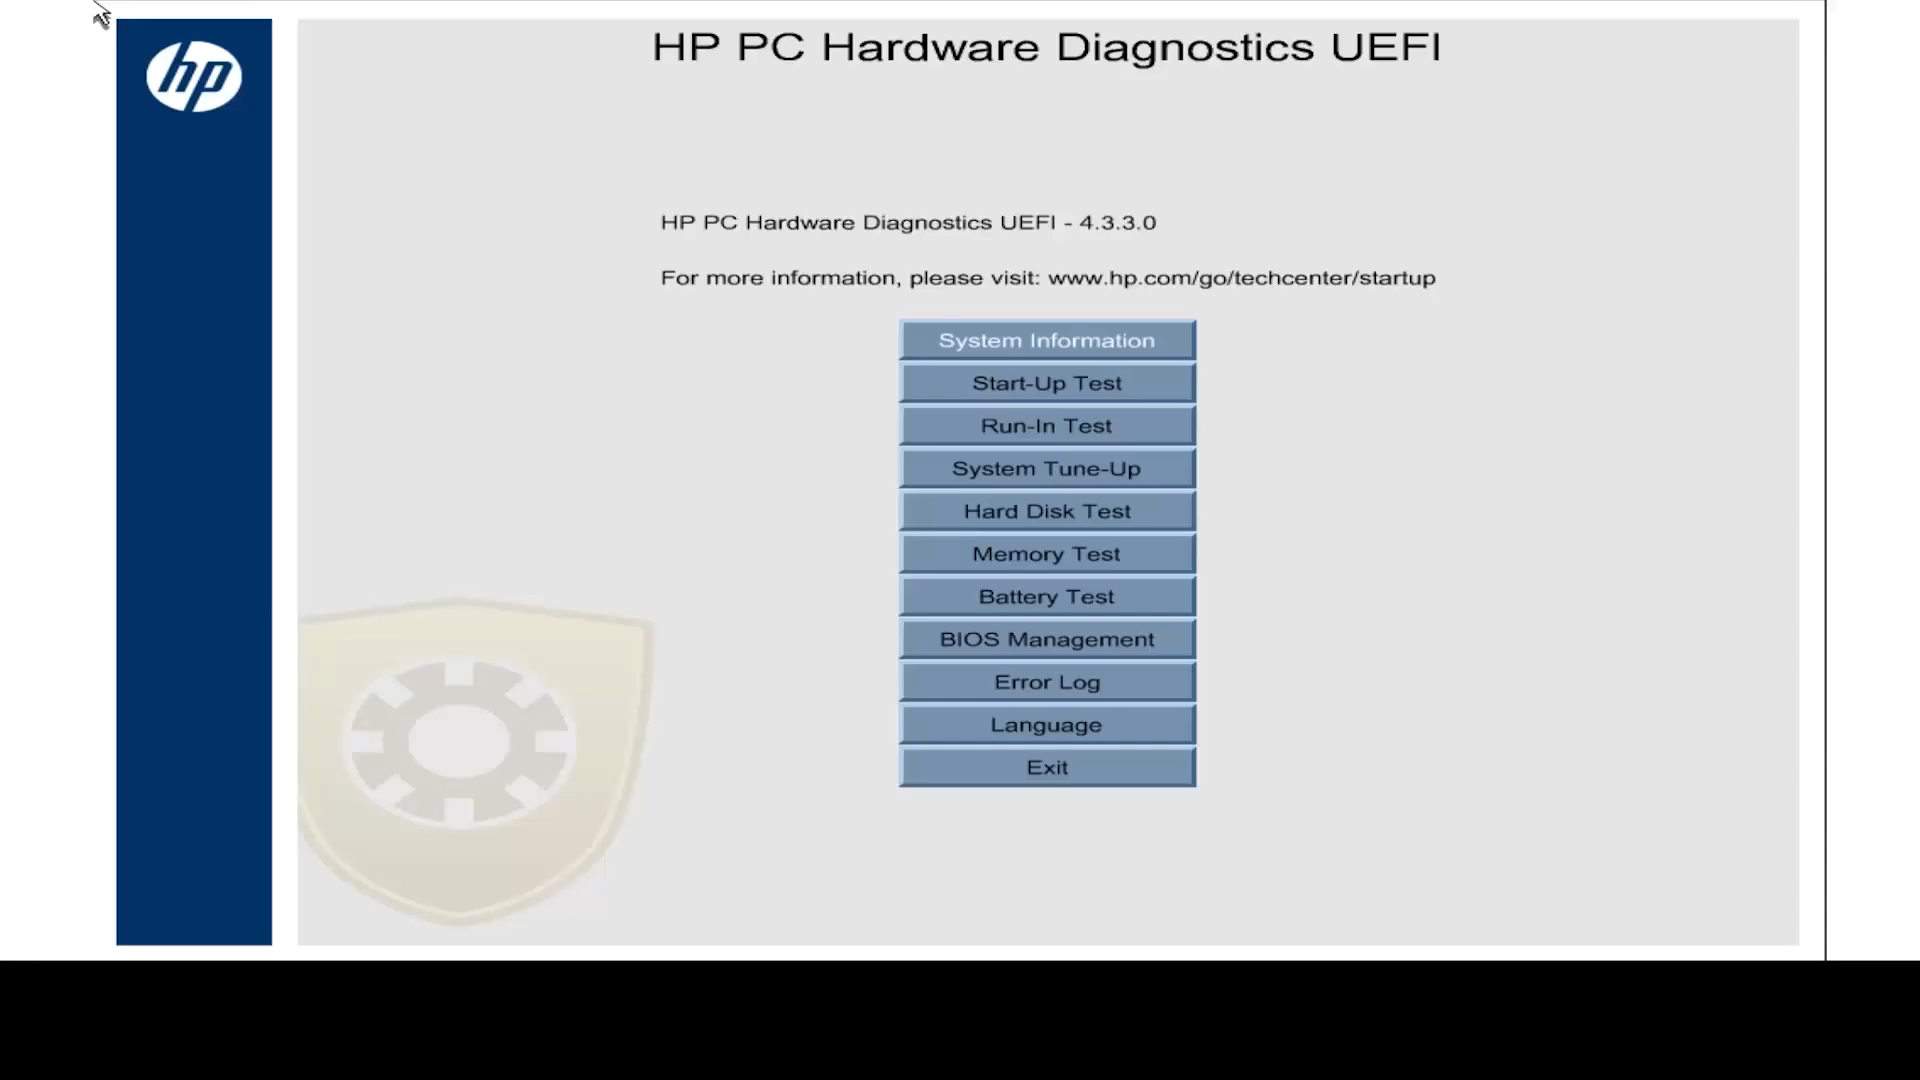 hp
HP PC Hardware Diagnostics UEFI
HP PC Hardware Diagnostics UEFI - 4.3.3.0
For more information, please visit: www.hp.com/go/techcenter/startup
System Information
Start-Up Test
Run-In Test
System Tune-Up
Hard Disk Test
Memory Test
Battery Test
BIOS Management
Error Log
Language
Exit